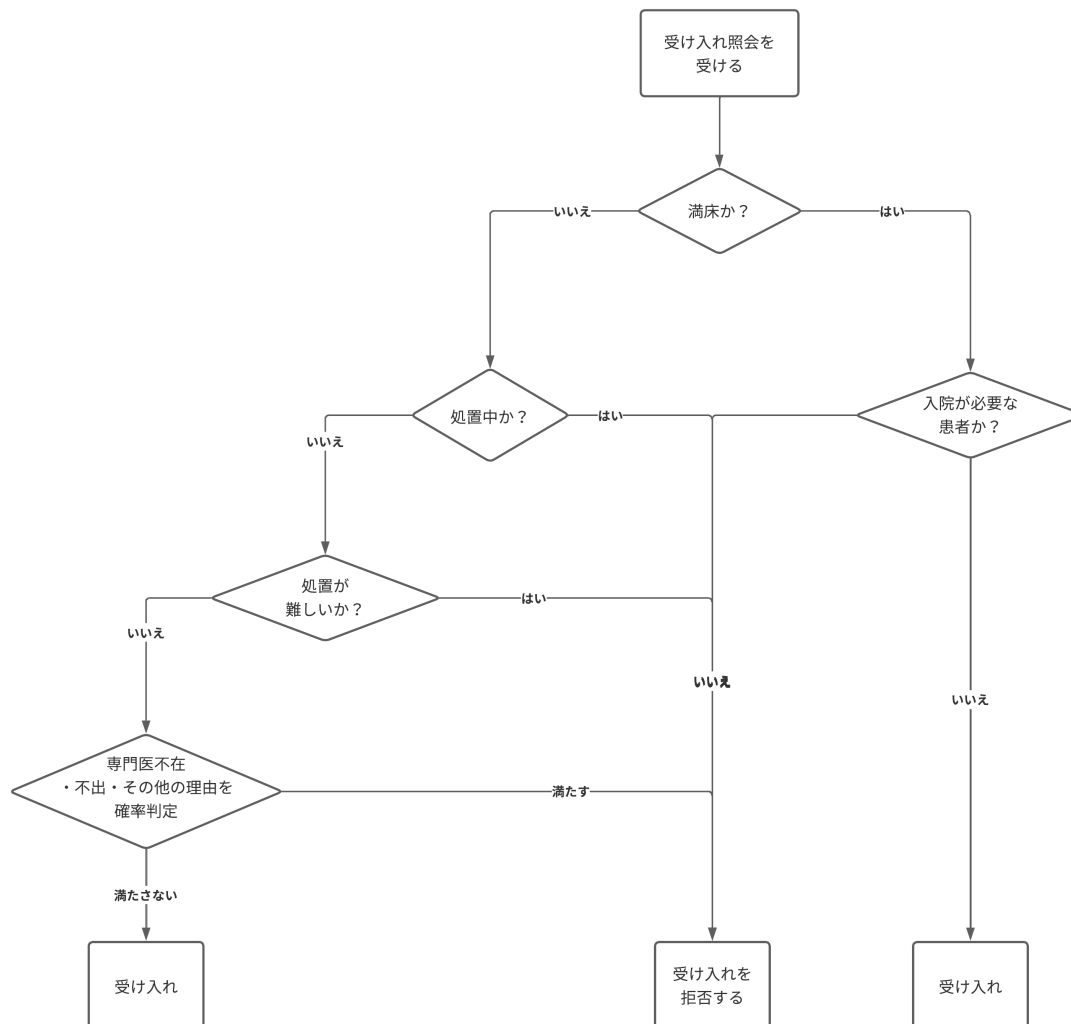 受け入れ照会を
受ける
満床か？
いいえ
はい
処置中か？
はい
入院が必要な
患者か？
いいえ
処置が
難しいか？
はい
いいえ
いいえ
いいえ
専門医不在
・不出・その他の理由を
確率判定
満たす
満たさない
受け入れ
受け入れを
拒否する
受け入れ